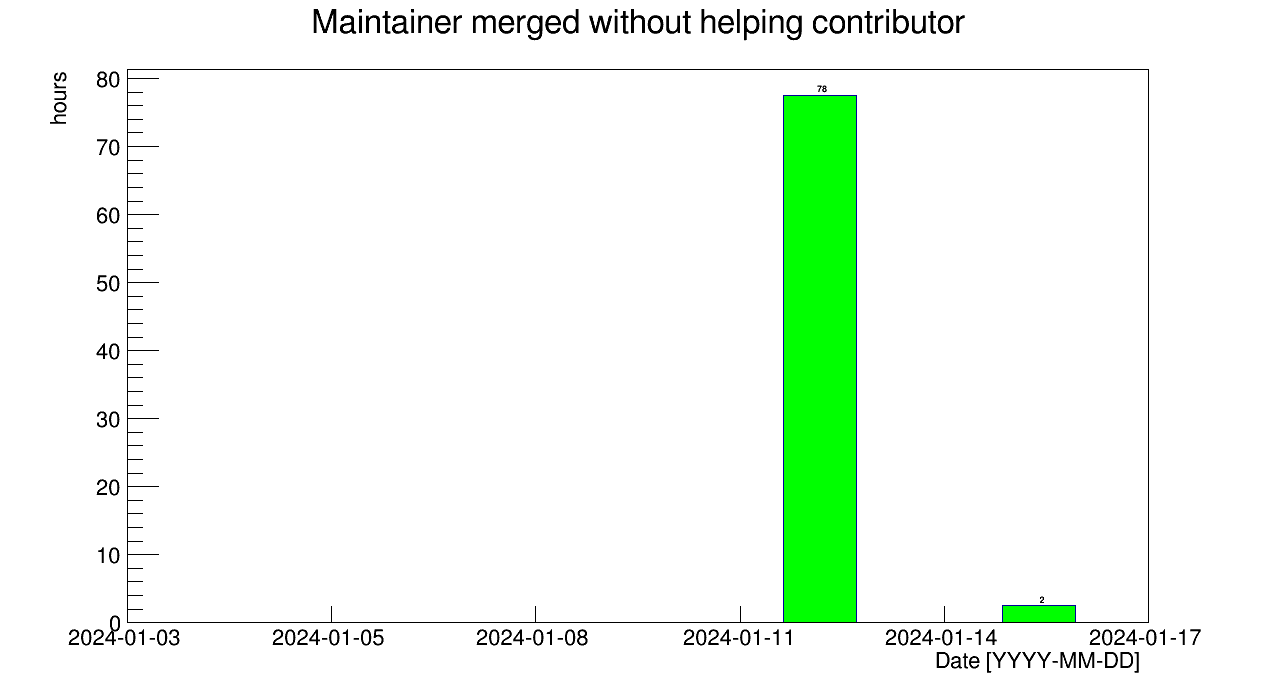 Maintainer merged without helping contributor
hours
80
70
60
50
40
30
20
10
0
78
2
2024-01-03 2024-01-05 2024-01-08 2024-01-11 2024-01-14 2024-01-17
Date [YYYY-MM-DD]